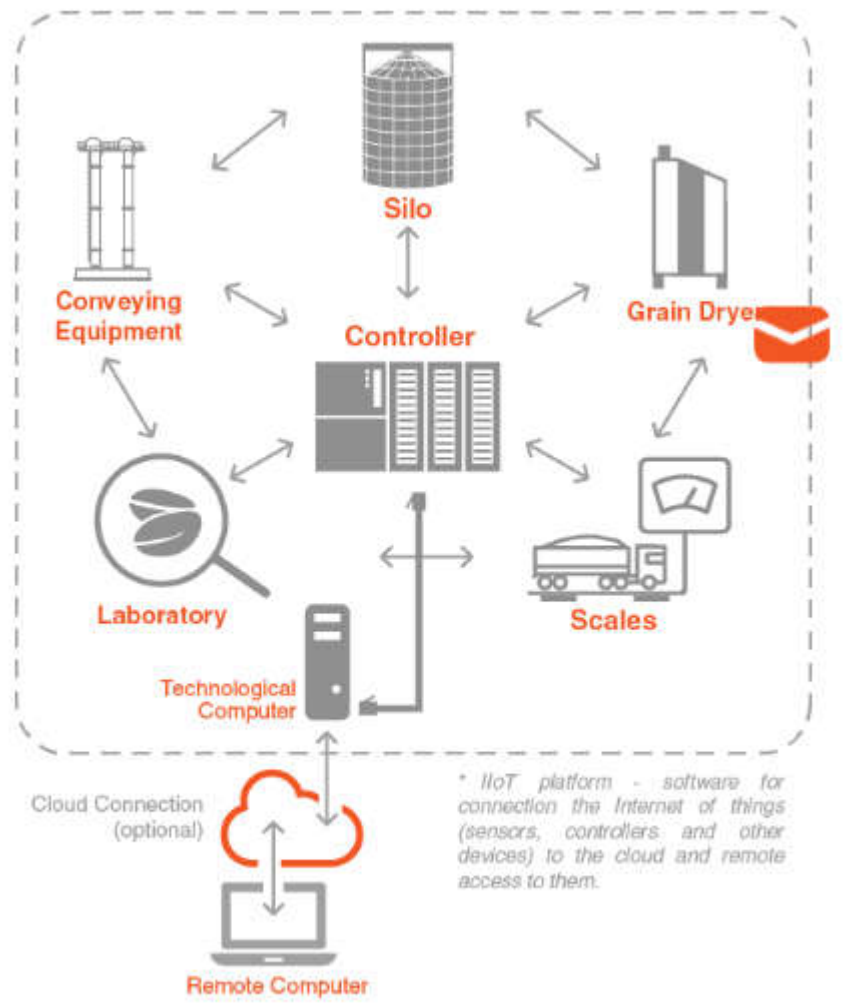 Silo
Conveying
Equipment
Grain Dryer
Controller
Laboratory
Scales
Technological
Computer
Cloud Connection
(optional)
* IIoT platform - software for
connection the Internet of things
(sensors, controllers and other
devices) to the cloud and remote
access to them.
Remote Computer